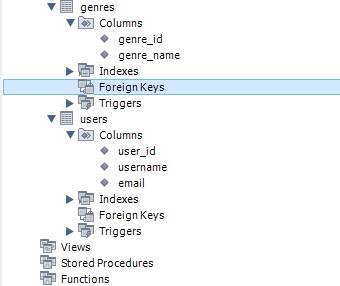 genres
Columns
genre_id
genre_name
Indexes
Foreign Keys
Triggers
users
Columns
user_id
username
email
Indexes
Foreign Keys
Triggers
Views
Stored Procedures
Functions